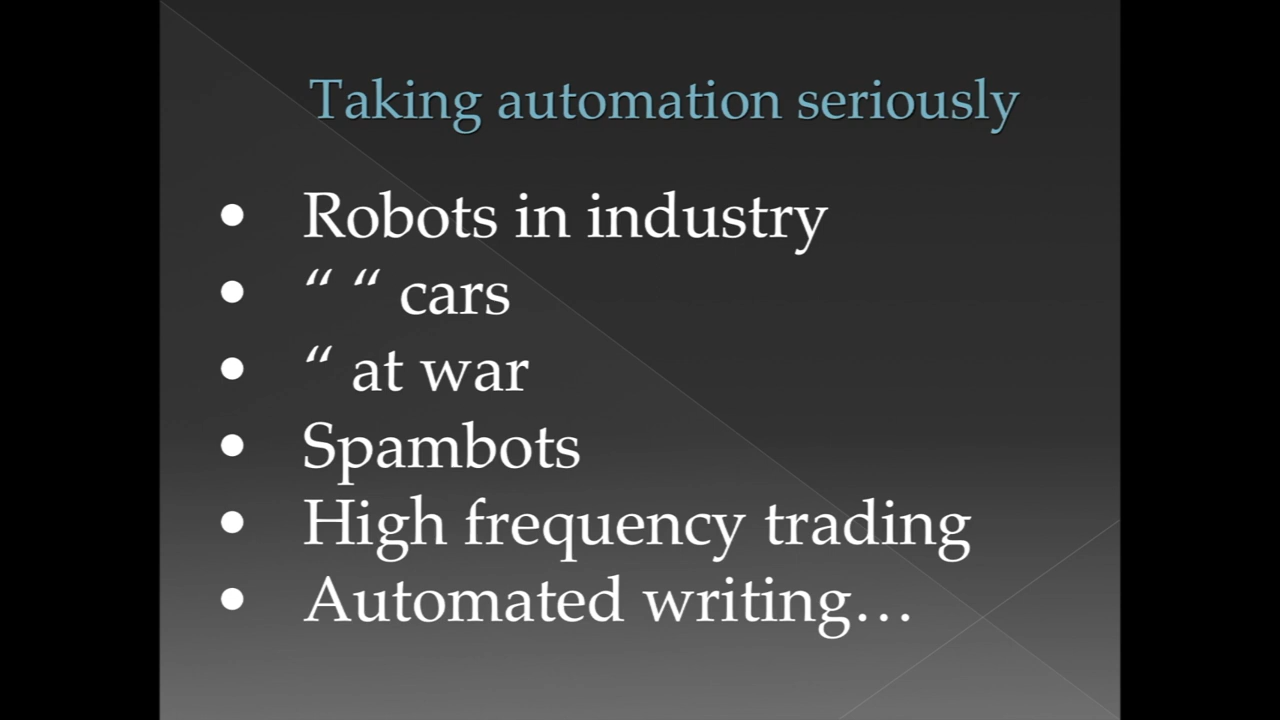 Taking automation seriously
• Robots in industry
• “ “ cars
• “ at war
• Spambots
• High frequency trading
• Automated writing…